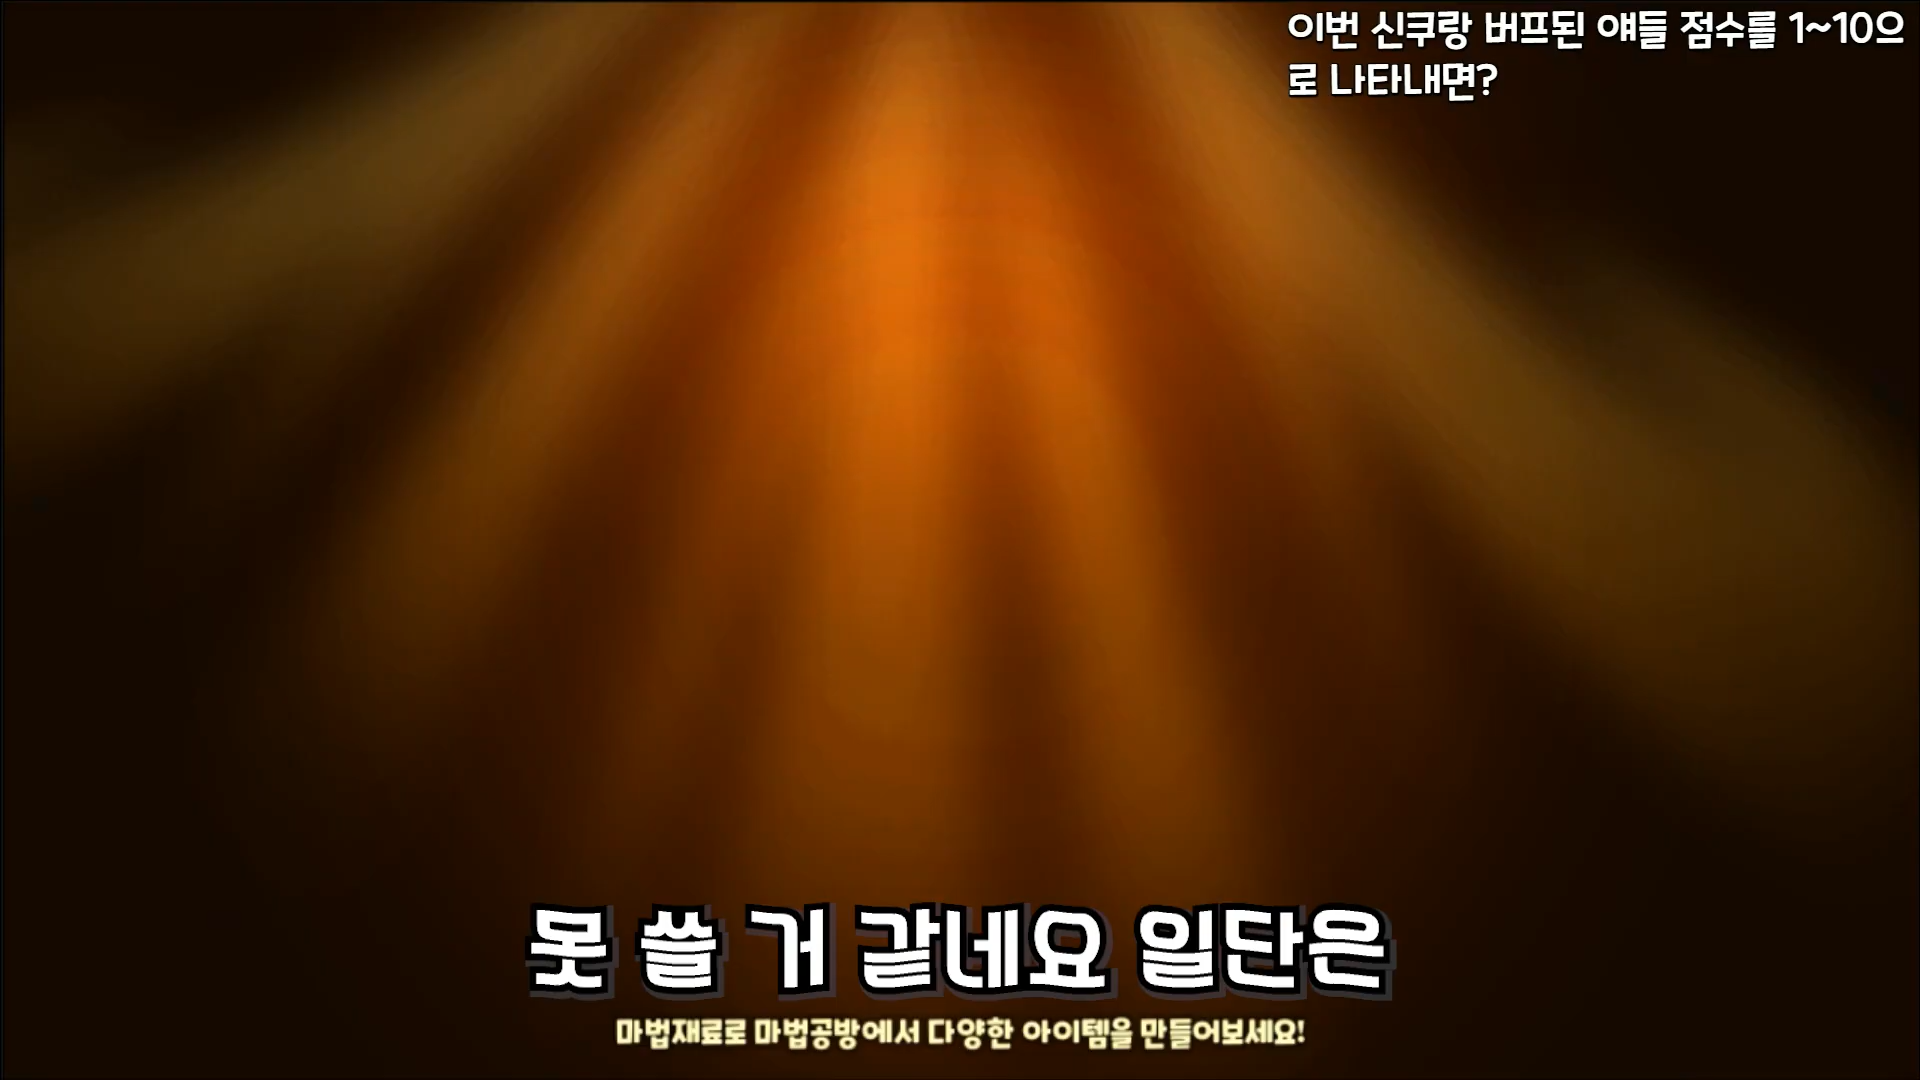 이번 신쿠랑 버프된 얘들 점수를 1~10으
로 나타내면?
못 쓸 거 같네요 일단은
마법재료로 마법공방에서 다양한 아이템을 만들어보세요!